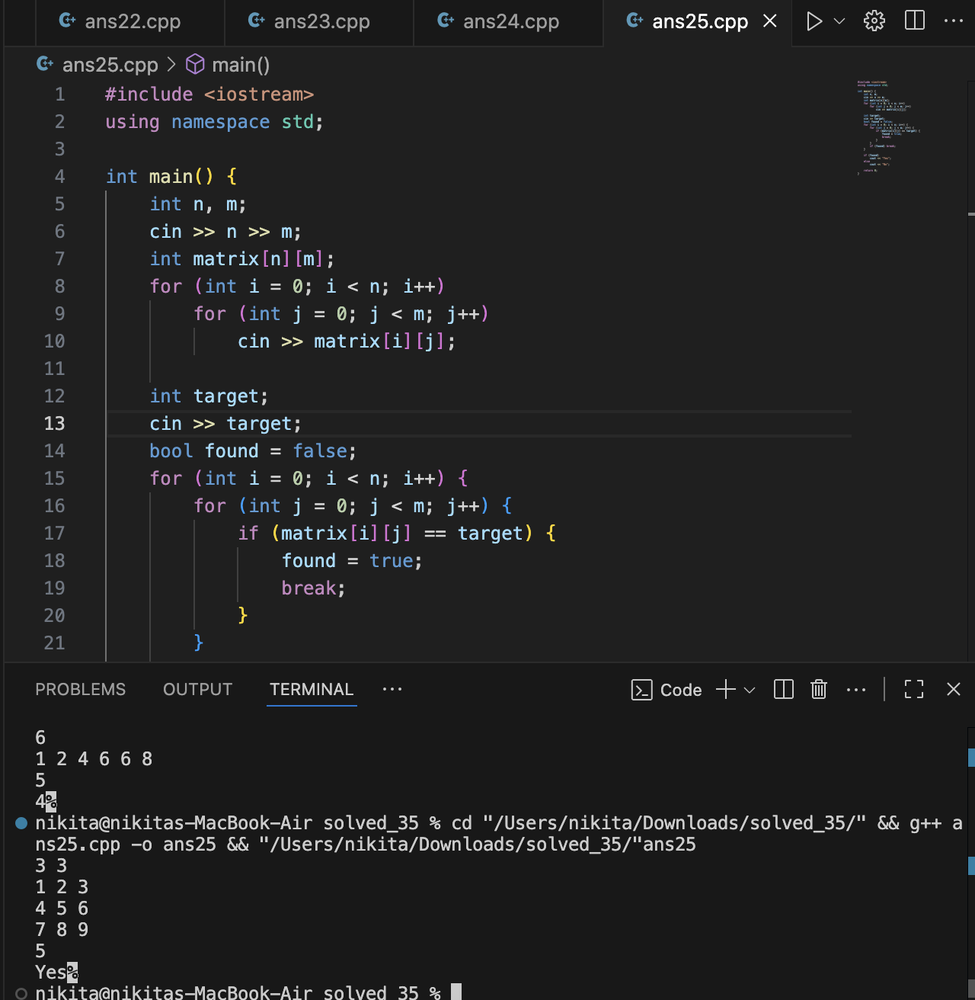 ans22.cpp ans23.cpp ans24.cpp ans25.cpp
ans25.cpp > main()
1 #include <iostream>
2 using namespace std;
3
4 int main() {
5     int n, m;
6     cin >> n >> m;
7     int matrix[n][m];
8     for (int i = 0; i < n; i++)
9         for (int j = 0; j < m; j++)
10             cin >> matrix[i][j];
11
12     int target;
13     cin >> target;
14     bool found = false;
15     for (int i = 0; i < n; i++) {
16         for (int j = 0; j < m; j++) {
17             if (matrix[i][j] == target) {
18                 found = true;
19                 break;
20             }
21         }
PROBLEMS OUTPUT TERMINAL ... Code
6
1 2 4 6 6 8
5
4%
nikita@nikitas-MacBook-Air solved_35 % cd "/Users/nikita/Downloads/solved_35/" && g++ a
ns25.cpp -o ans25 && "/Users/nikita/Downloads/solved_35/"ans25
3 3
1 2 3
4 5 6
7 8 9
5
Yes%
nikita@nikitas-MacBook-Air solved_35 %